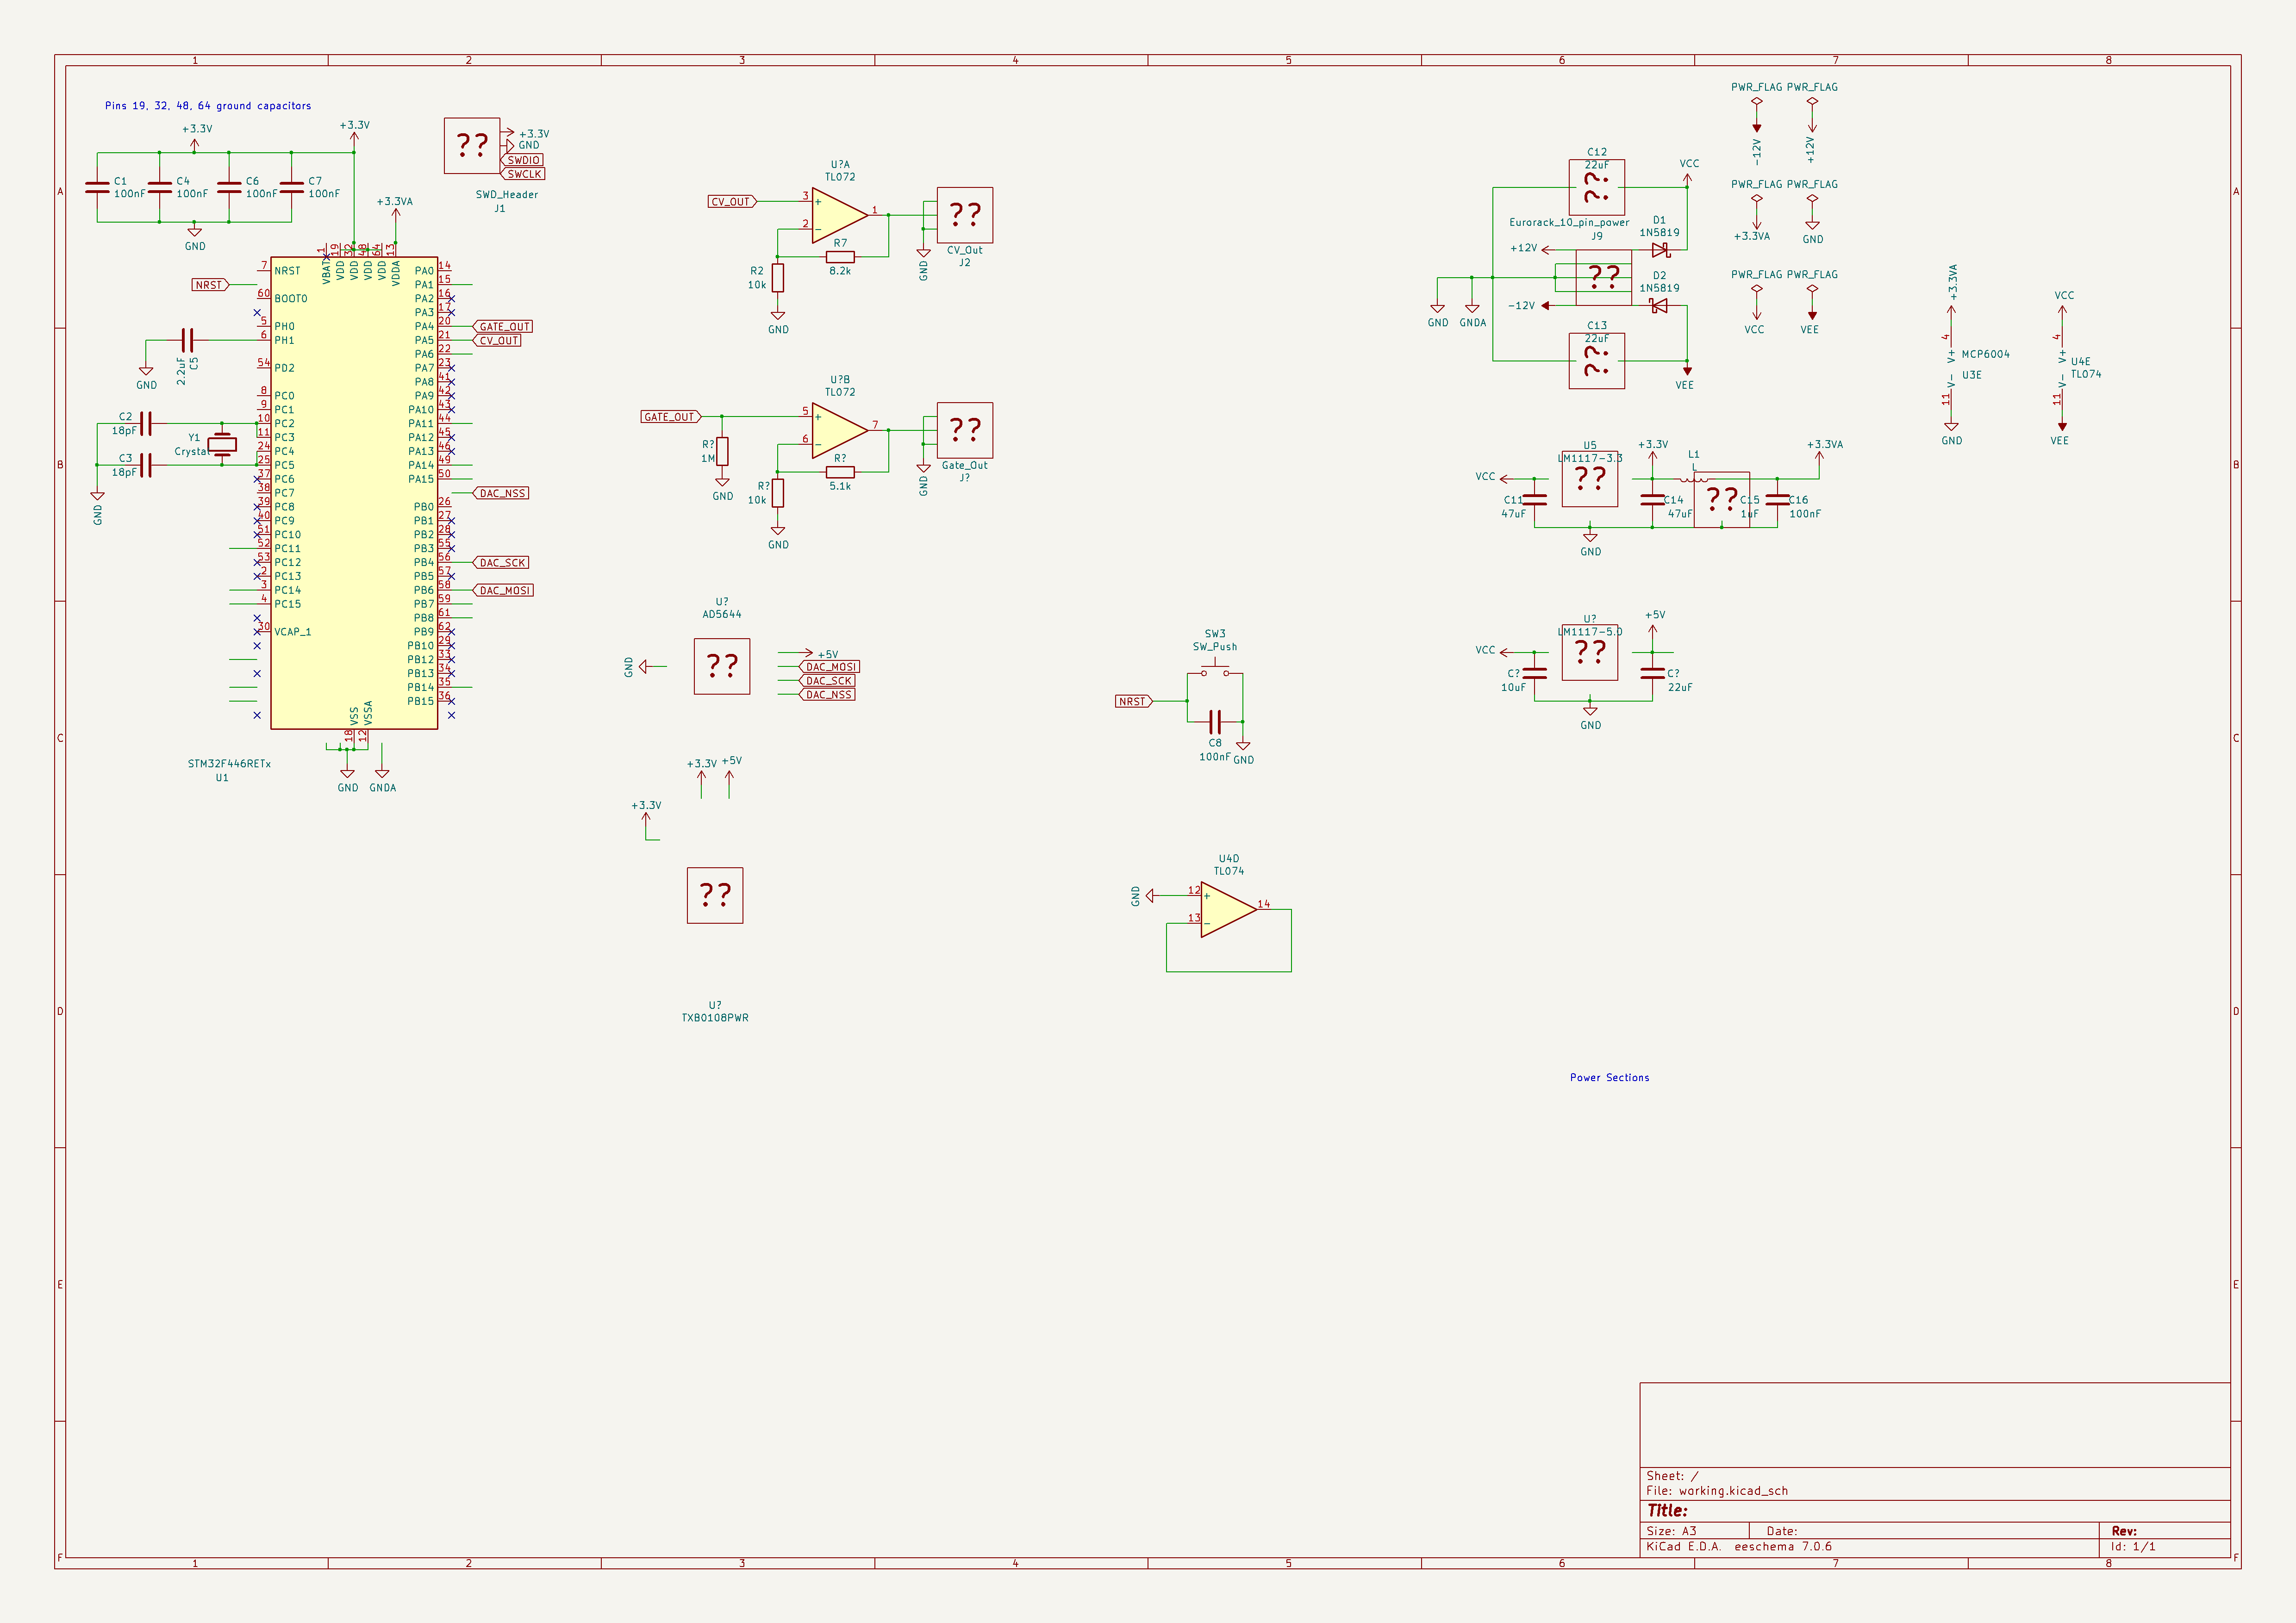 1 2 3 4 5 6 7 8
A
B
C
D
E
F
Pins 19, 32, 48, 64 ground capacitors
+3.3V
+3.3V
C1
100nF
C4
100nF
C6
100nF
C7
100nF
GND
+3.3VA
??
+3.3V
GND
SWDIO
SWCLK
SWD_Header
J1
NRST
1 VBAT
19 VDD
32 VDD
48 VDD
64 VDD
13 VDDA
7 NRST
60 BOOT0
5 PH0
6 PH1
54 PD2
8 PC0
9 PC1
10 PC2
11 PC3
24 PC4
25 PC5
37 PC6
38 PC7
39 PC8
40 PC9
51 PC10
52 PC11
53 PC12
2 PC13
3 PC14
4 PC15
30 VCAP_1
PA0 14
PA1 15
PA2 16
PA3 17
PA4 20
PA5 21
PA6 22
PA7 23
PA8 41
PA9 42
PA10 43
PA11 44
PA12 45
PA13 46
PA14 49
PA15 50
PB0 26
PB1 27
PB2 28
PB3 55
PB4 56
PB5 57
PB6 58
PB7 59
PB8 61
PB9 62
PB10 29
PB12 33
PB13 34
PB14 35
PB15 36
VSS 18
VSSA 12
GATE_OUT
CV_OUT
DAC_NSS
DAC_SCK
DAC_MOSI
2.2uF
C5
GND
C2
18pF
C3
18pF
Y1
Crystal
GND
STM32F446RETx
U1
GND
GNDA
U?A
TL072
CV_OUT
3
+
2
−
1
R7
8.2k
R2
10k
GND
??
GND
CV_Out
J2
U?B
TL072
GATE_OUT
5
+
6
−
7
R?
1M
GND
R?
5.1k
R?
10k
GND
??
GND
Gate_Out
J?
U?
AD5644
GND
??
+5V
DAC_MOSI
DAC_SCK
DAC_NSS
+3.3V
+5V
+3.3V
??
U?
TXB0108PWR
SW3
SW_Push
NRST
C8
100nF
GND
U4D
TL074
GND
12
+
13
−
14
C12
22uF
??
VCC
Eurorack_10_pin_power
J9
+12V
??
-12V
D1
1N5819
D2
1N5819
GND
GNDA
C13
22uF
??
VEE
PWR_FLAG
PWR_FLAG
-12V
+12V
PWR_FLAG
PWR_FLAG
+3.3VA
GND
PWR_FLAG
PWR_FLAG
VCC
VEE
+3.3VA
4
V+
V-
11
MCP6004
U3E
GND
VCC
4
V+
V-
11
U4E
TL074
VEE
U5
LM1117-3.3
VCC
??
+3.3V
L1
L
+3.3VA
C11
47uF
C14
47uF
??
C15
1uF
C16
100nF
GND
U?
LM1117-5.0
VCC
??
+5V
C?
10uF
C?
22uF
GND
Power Sections
Sheet: /
File: working.kicad_sch
Title:
Size: A3
Date:
Rev:
KiCad E.D.A. eeschema 7.0.6
Id: 1/1
A
B
C
D
E
F
1 2 3 4 5 6 7 8